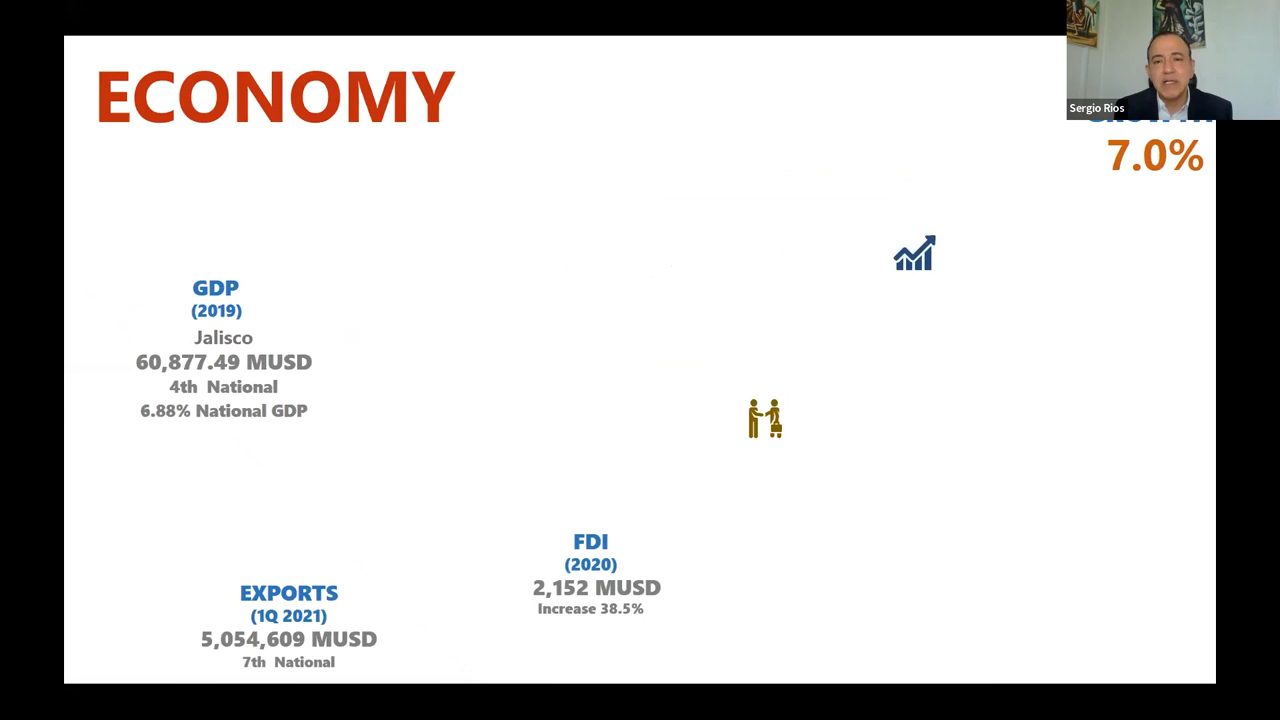 ECONOMY
Sergio Rios
7.0%
GDP
(2019)
Jalisco
60,877.49 MUSD
4th National
6.88% National GDP
FDI
(2020)
2,152 MUSD
Increase 38.5%
EXPORTS
(1Q 2021)
5,054,609 MUSD
7th National